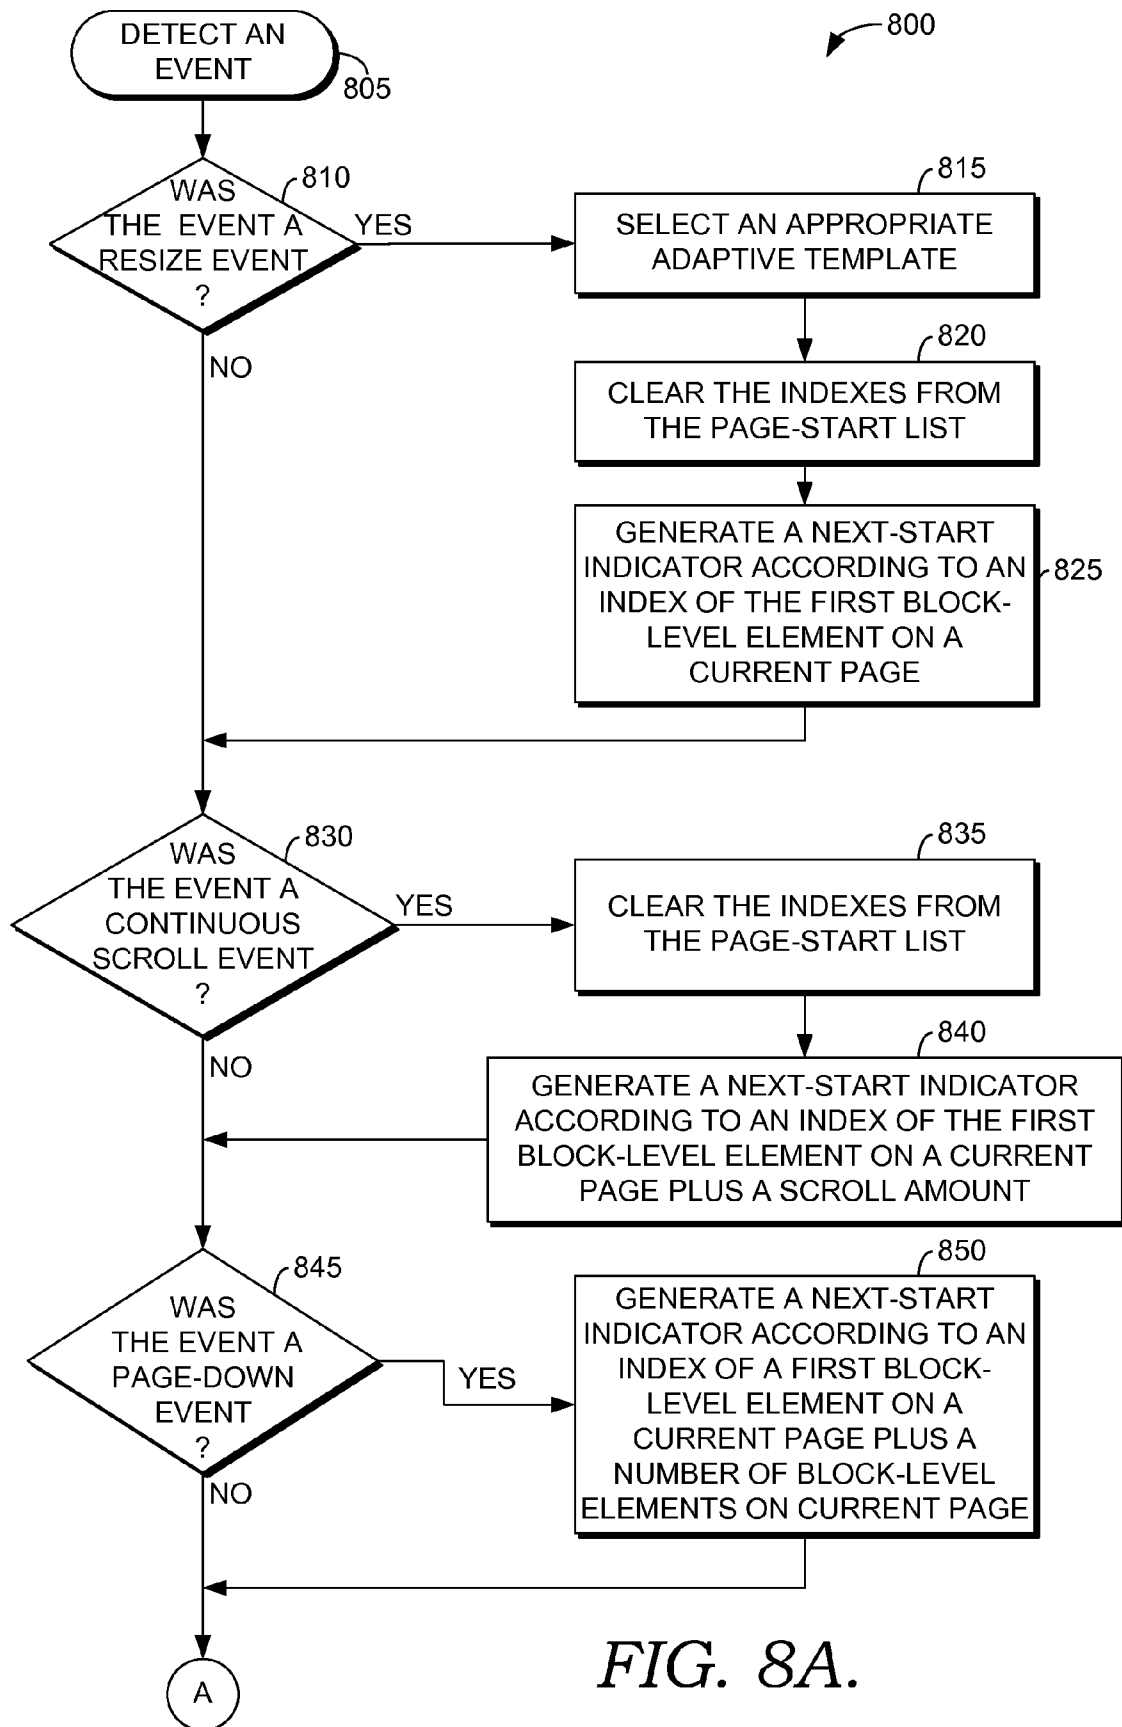 DETECT AN
EVENT
805
800
WAS
THE EVENT A
RESIZE EVENT
?
810
YES
NO
815
SELECT AN APPROPRIATE
ADAPTIVE TEMPLATE
820
CLEAR THE INDEXES FROM
THE PAGE-START LIST
GENERATE A NEXT-START
INDICATOR ACCORDING TO AN
INDEX OF THE FIRST BLOCK-
LEVEL ELEMENT ON A
CURRENT PAGE
825
WAS
THE EVENT A
CONTINUOUS
SCROLL EVENT
?
830
YES
NO
835
CLEAR THE INDEXES FROM
THE PAGE-START LIST
840
GENERATE A NEXT-START INDICATOR
ACCORDING TO AN INDEX OF THE FIRST
BLOCK-LEVEL ELEMENT ON A CURRENT
PAGE PLUS A SCROLL AMOUNT
WAS
THE EVENT A
PAGE-DOWN
EVENT
?
845
YES
NO
850
GENERATE A NEXT-START
INDICATOR ACCORDING TO AN
INDEX OF A FIRST BLOCK-
LEVEL ELEMENT ON A
CURRENT PAGE PLUS A
NUMBER OF BLOCK-LEVEL
ELEMENTS ON CURRENT PAGE
A
FIG. 8A.